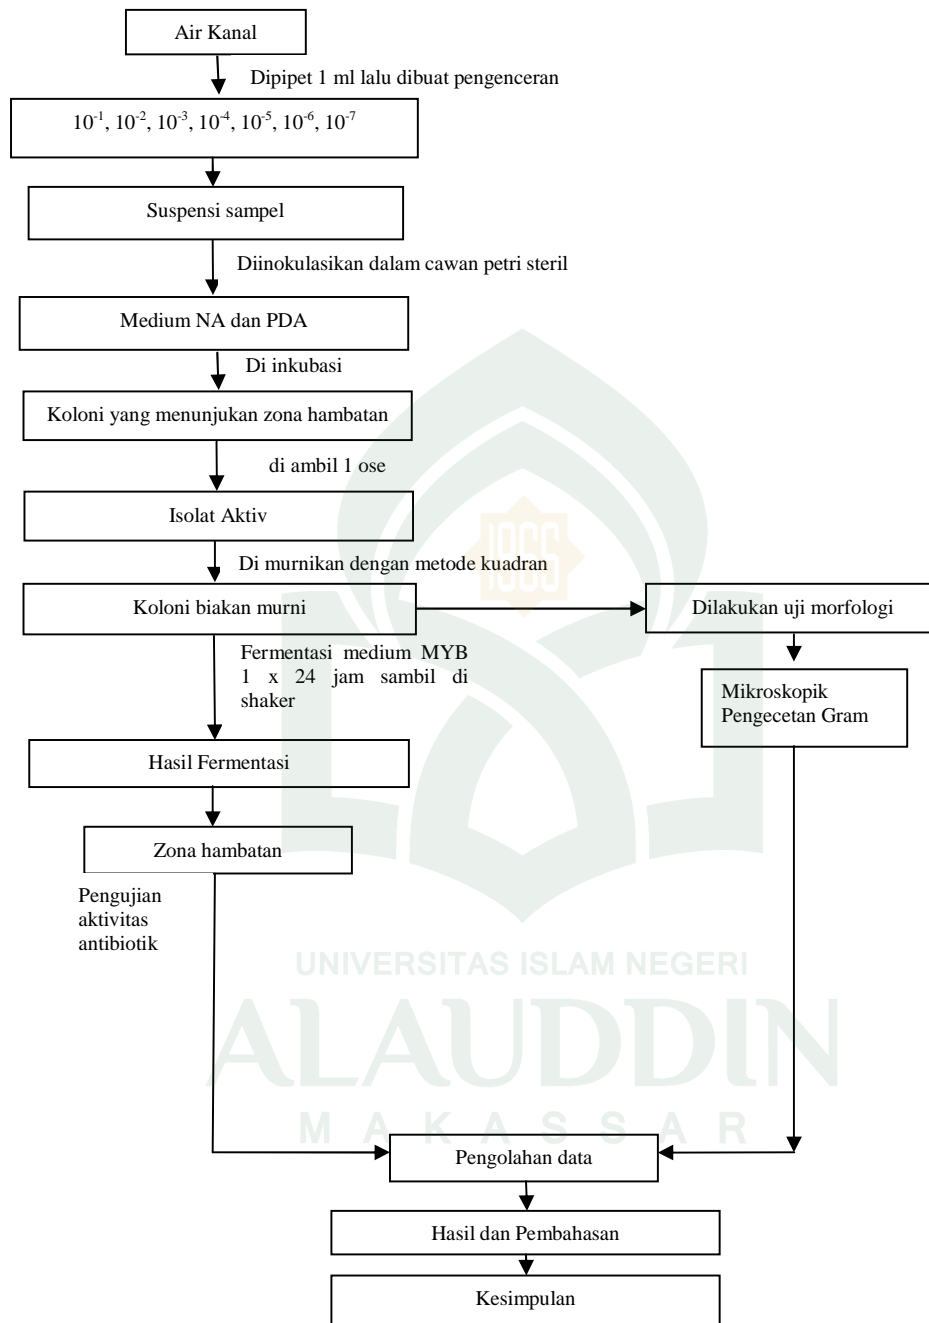 Air Kanal
Dipipet 1 ml lalu dibuat pengenceran
10⁻¹, 10⁻², 10⁻³, 10⁻⁴, 10⁻⁵, 10⁻⁶, 10⁻⁷
Suspensi sampel
Diinokulasikan dalam cawan petri steril
Medium NA dan PDA
Di inkubasi
Koloni yang menunjukan zona hambatan
di ambil 1 ose
Isolat Aktiv
1965
Di murnikan dengan metode kuadran
Koloni biakan murni
Dilakukan uji morfologi
Fermentasi medium MYB
1 x 24 jam sambil di
shaker
Mikroskopik
Pengecetan Gram
Hasil Fermentasi
Zona hambatan
Pengujian
aktivitas
antibiotik
UNIVERSITAS ISLAM NEGERI
ALAUDDIN
MAKASSAR
Pengolahan data
Hasil dan Pembahasan
Kesimpulan